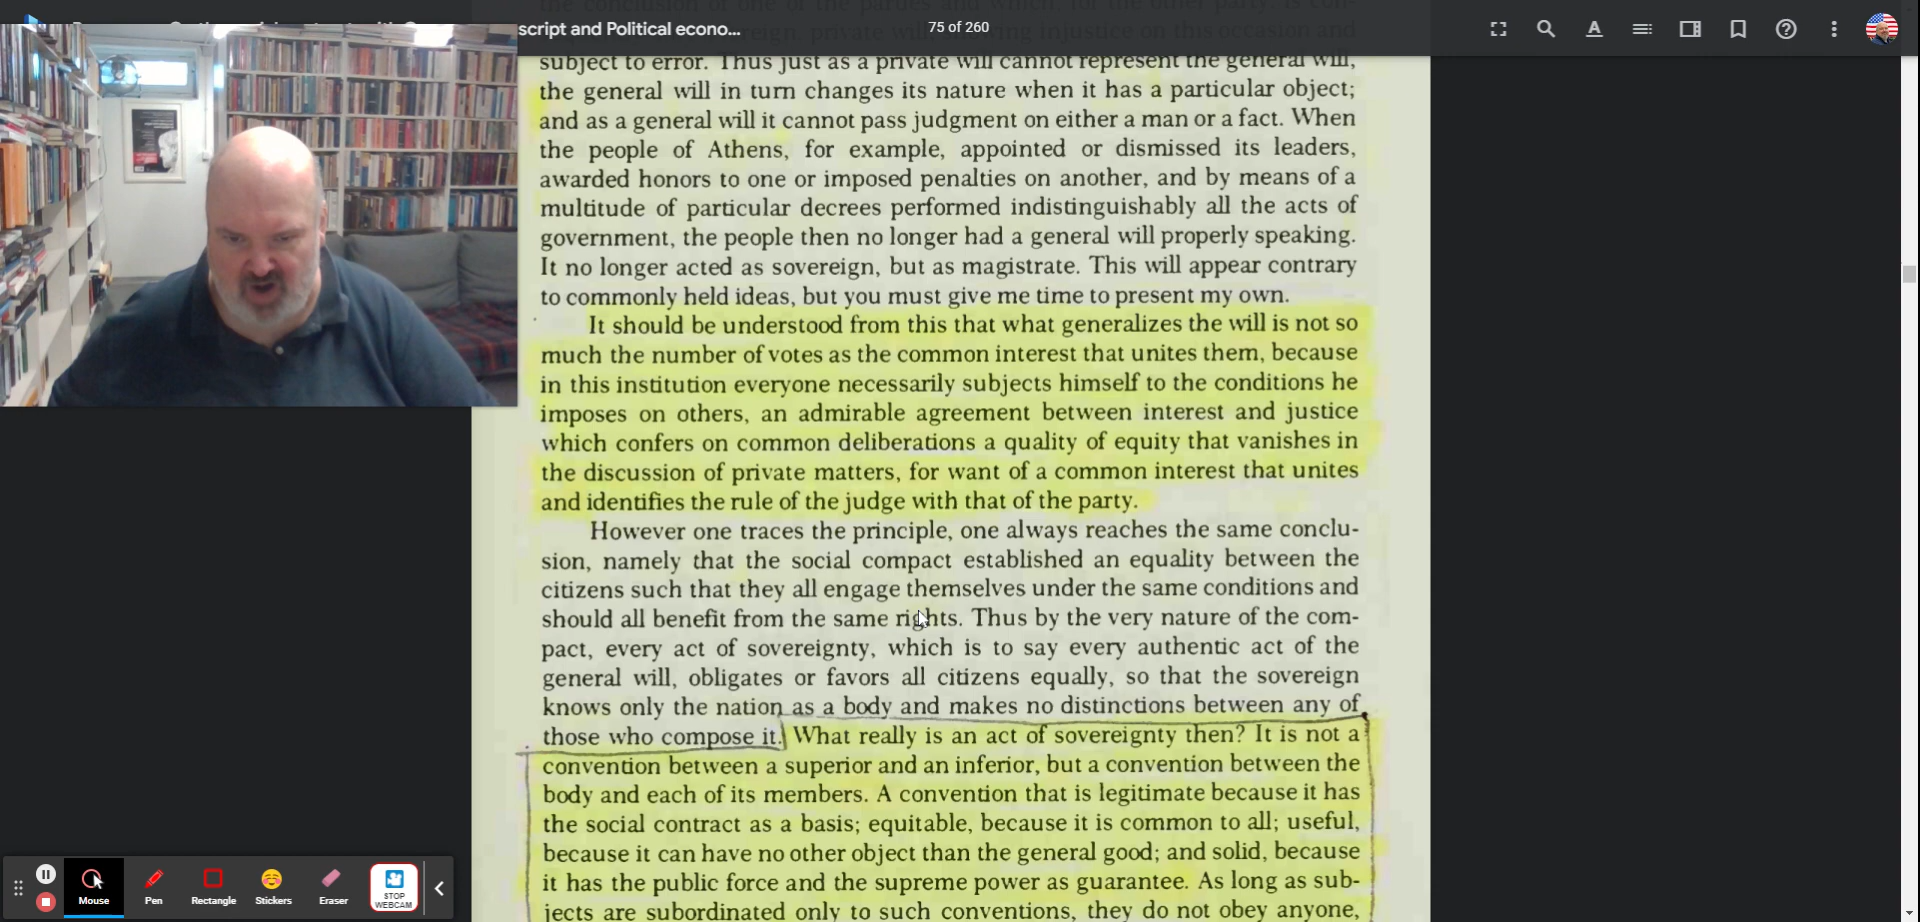 script and Political econo...
75 of 260
subject to error. Thus just as a private will cannot represent the general will,
the general will in turn changes its nature when it has a particular object;
and as a general will it cannot pass judgment on either a man or a fact. When
the people of Athens, for example, appointed or dismissed its leaders,
awarded honors to one or imposed penalties on another, and by means of a
multitude of particular decrees performed indistinguishably all the acts of
government, the people then no longer had a general will properly speaking.
It no longer acted as sovereign, but as magistrate. This will appear contrary
to commonly held ideas, but you must give me time to present my own.
It should be understood from this that what generalizes the will is not so
much the number of votes as the common interest that unites them, because
in this institution everyone necessarily subjects himself to the conditions he
imposes on others, an admirable agreement between interest and justice
which confers on common deliberations a quality of equity that vanishes in
the discussion of private matters, for want of a common interest that unites
and identifies the rule of the judge with that of the party.
However one traces the principle, one always reaches the same conclu-
sion, namely that the social compact established an equality between the
citizens such that they all engage themselves under the same conditions and
should all benefit from the same rights. Thus by the very nature of the com-
pact, every act of sovereignty, which is to say every authentic act of the
general will, obligates or favors all citizens equally, so that the sovereign
knows only the nation as a body and makes no distinctions between any of
those who compose it. What really is an act of sovereignty then? It is not a
convention between a superior and an inferior, but a convention between the
body and each of its members. A convention that is legitimate because it has
the social contract as a basis; equitable, because it is common to all; useful,
because it can have no other object than the general good; and solid, because
it has the public force and the supreme power as guarantee. As long as sub-
jects are subordinated only to such conventions, they do not obey anyone,
Mouse
Pen
Rectangle
Stickers
Eraser
STOP
WEBCAM